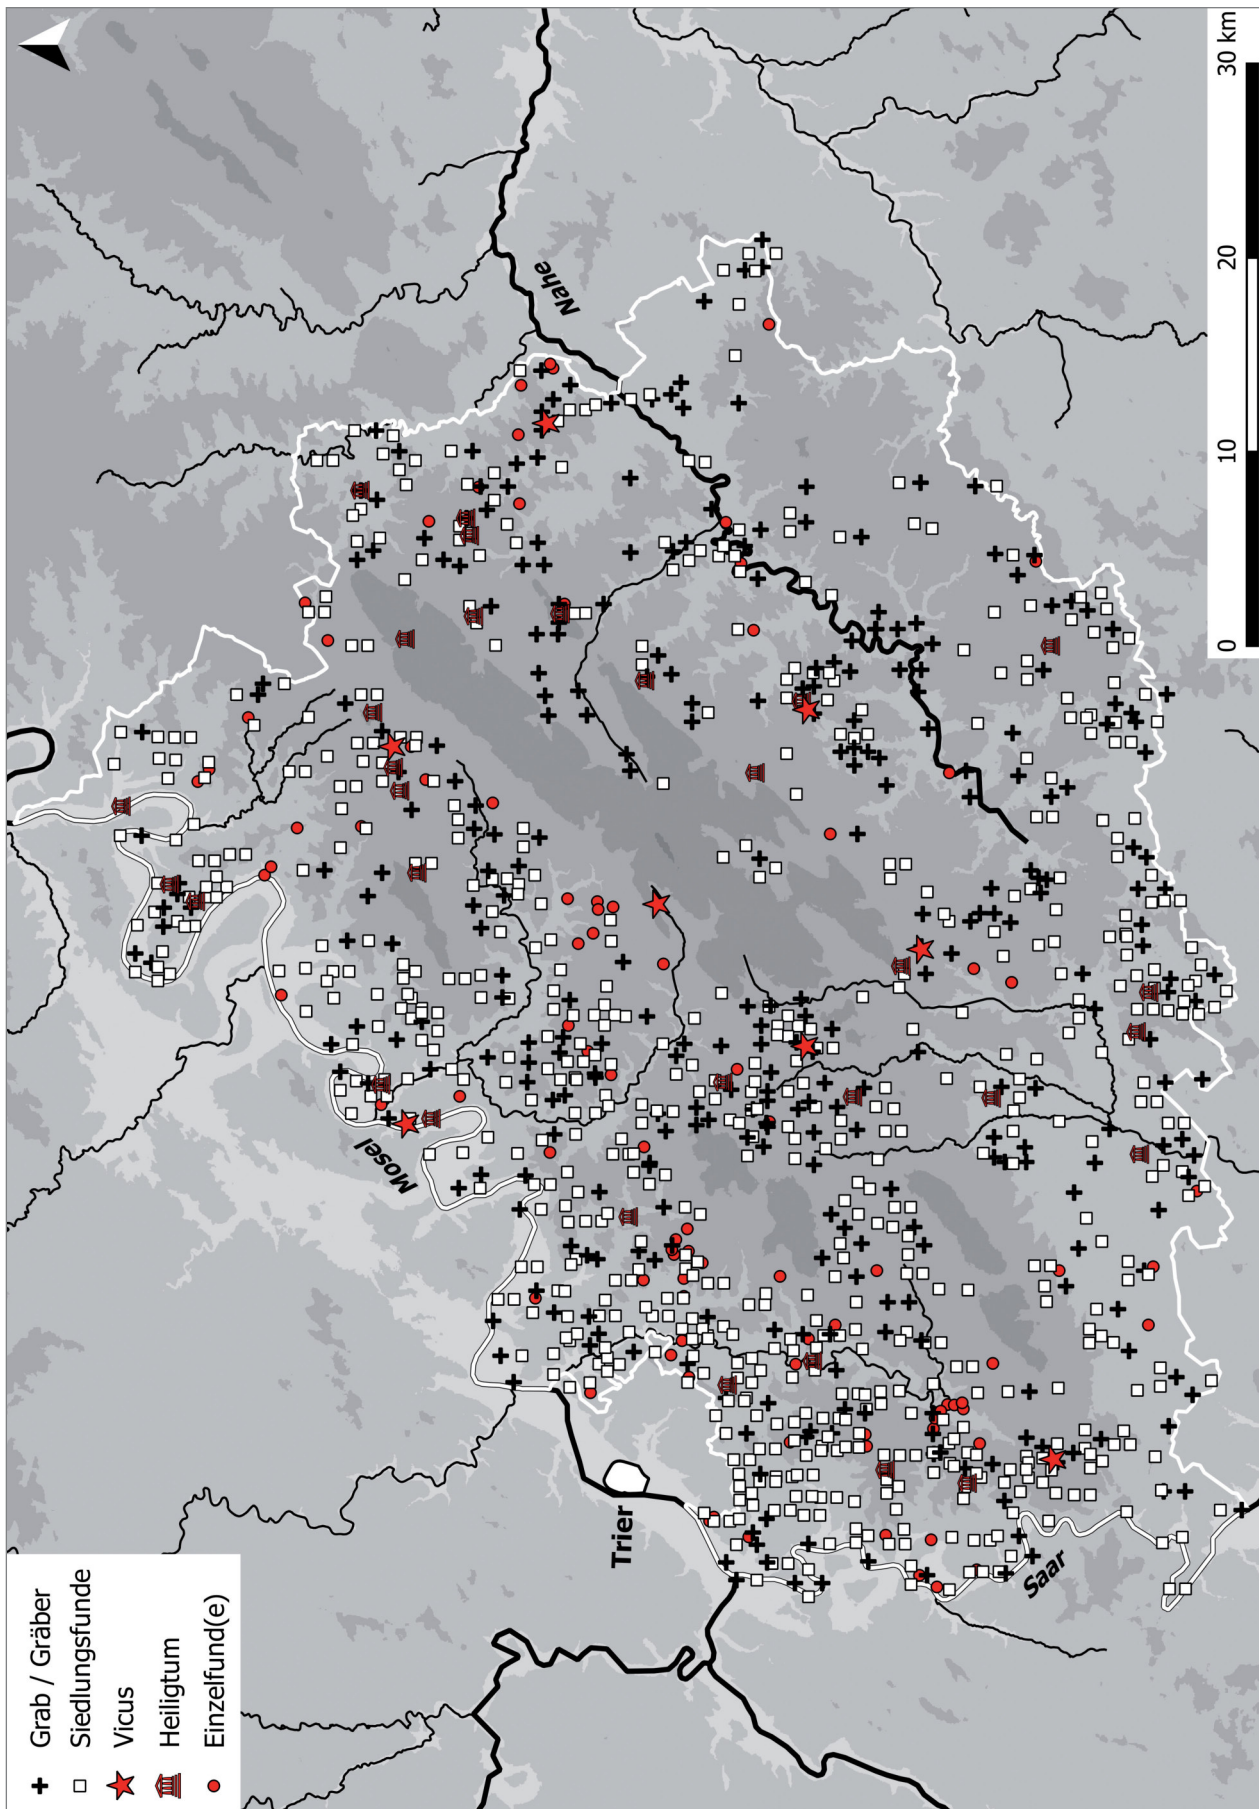 Grab / Gräber
Siedlungsfunde
Vicus
Heiligtum
Einzelfund(e)
Mosel
Nahe
Trier
Saar
0 10 20 30 km